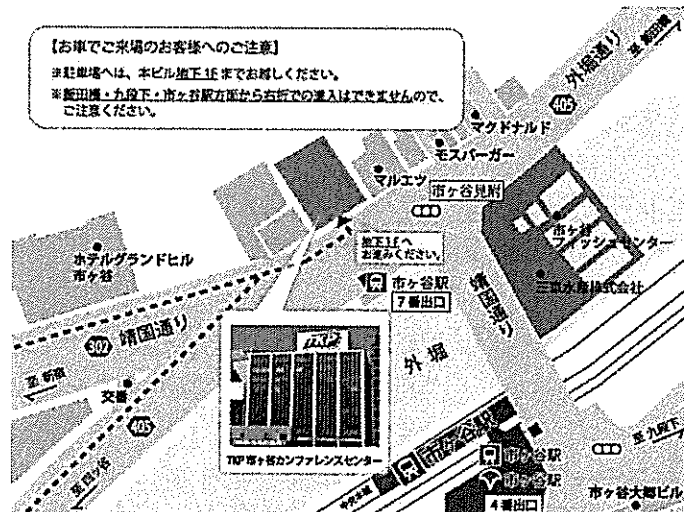 【お車でご来場のお客様へのご注意】
※駐車場へは、本ビル地下1Fまでお越しください。
※飯田橋・九段下・市ヶ谷駅方面から右折での進入はできませんので、
ご注意ください。
至 飯田橋
外堀通り
405
マクドナルド
モスバーガー
マルエツ
市ヶ谷見附
地下1Fへ
お進みください。
市ヶ谷
フィッシュセンター
ホテルグランドヒル
市ヶ谷
市ヶ谷駅
7番出口
靖国通り
302
靖国通り
至 新宿
外堀
交番
405
至 四ッ谷
TKP
TKP市ヶ谷カンファレンスセンター
中央本線
市ヶ谷駅
市ヶ谷駅
市ヶ谷駅
4番出口
至 九段下
市ヶ谷大郷ビル